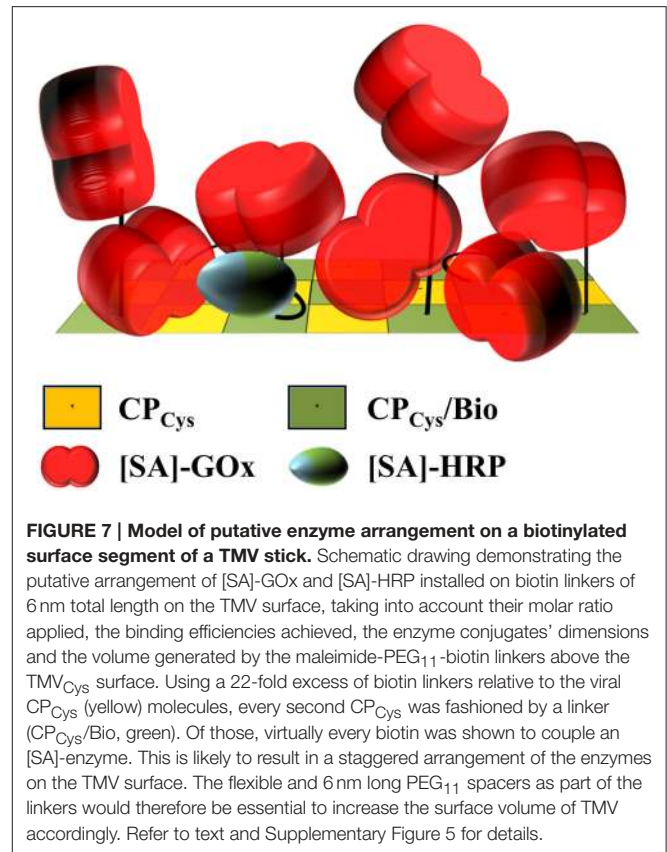 CP_Cys CP_Cys/Bio
[SA]-GOx [SA]-HRP
FIGURE 7 | Model of putative enzyme arrangement on a biotinylated
surface segment of a TMV stick. Schematic drawing demonstrating the
putative arrangement of [SA]-GOx and [SA]-HRP installed on biotin linkers of
6 nm total length on the TMV surface, taking into account their molar ratio
applied, the binding efficiencies achieved, the enzyme conjugates' dimensions
and the volume generated by the maleimide-PEG11-biotin linkers above the
TMVCys surface. Using a 22-fold excess of biotin linkers relative to the viral
CPCys (yellow) molecules, every second CPCys was fashioned by a linker
(CPCys/Bio, green). Of those, virtually every biotin was shown to couple an
[SA]-enzyme. This is likely to result in a staggered arrangement of the enzymes
on the TMV surface. The flexible and 6 nm long PEG11 spacers as part of the
linkers would therefore be essential to increase the surface volume of TMV
accordingly. Refer to text and Supplementary Figure 5 for details.